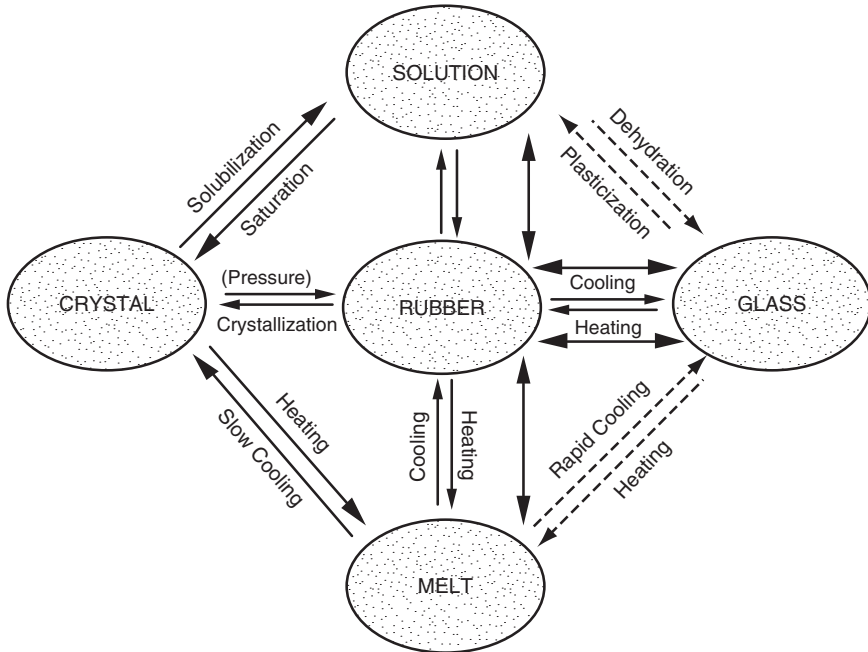 SOLUTION
Solubilization
Saturation
Dehydration
Plasticization
CRYSTAL
(Pressure)
Crystallization
RUBBER
Cooling
Heating
GLASS
Heating
Slow Cooling
Cooling
Heating
Rapid Cooling
Heating
MELT